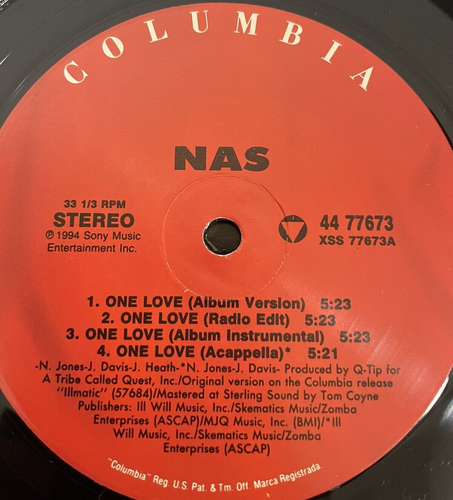 COLUMBIA
NAS
33 1/3 RPM
STEREO
℗ 1994 Sony Music
Entertainment Inc.
44 77673
XSS 77673A
1. ONE LOVE (Album Version) 5:23
2. ONE LOVE (Radio Edit) 5:23
3. ONE LOVE (Album Instrumental) 5:23
4. ONE LOVE (Acappella)* 5:21
-N. Jones-J. Davis-J. Heath-*N. Jones-J. Davis- Produced by Q-Tip for
A Tribe Called Quest, Inc./Original version on the Columbia release
"Illmatic" (57684)/Mastered at Sterling Sound by Tom Coyne
Publishers: Ill Will Music, Inc./Skematics Music/Zomba
Enterprises (ASCAP)/MJQ Music, Inc. (BMI)/*Ill
Will Music, Inc./Skematics Music/Zomba
Enterprises (ASCAP)
"Columbia" Reg. U.S. Pat. & Tm. Off. Marca Registrada.